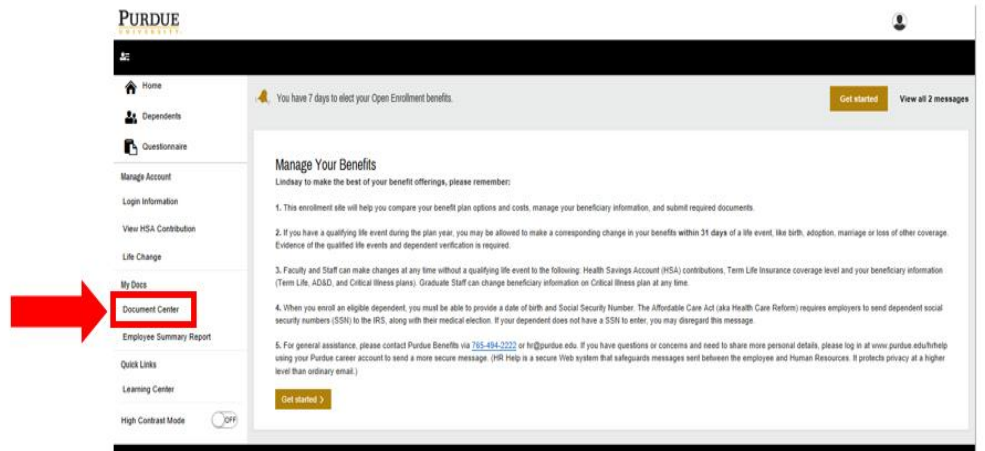 PURDUE
UNIVERSITY
Home
Dependents
Questionnaire
Manage Account
Login Information
View HSA Contribution
Life Change
My Docs
Document Center
Employee Summary Report
Quick Links
Learning Center
High Contrast Mode OFF
You have 7 days to elect your Open Enrollment benefits.
Get started View all 2 messages
Manage Your Benefits
Lindsay to make the best of your benefit offerings, please remember:
1. This enrollment site will help you compare your benefit plan options and costs, manage your beneficiary information, and submit required documents.
2. If you have a qualifying life event during the plan year, you may be allowed to make a corresponding change in your benefits within 31 days of a life event, like birth, adoption, marriage or loss of other coverage.
Evidence of the qualified life events and dependent verification is required.
3. Faculty and Staff can make changes at any time without a qualifying life event to the following: Health Savings Account (HSA) contributions, Term Life Insurance coverage level and your beneficiary information
(Term Life, AD&D, and Critical Illness plans). Graduate Staff can change beneficiary information on Critical Illness plan at any time.
4. When you enroll an eligible dependent, you must be able to provide a date of birth and Social Security Number. The Affordable Care Act (aka Health Care Reform) requires employers to send dependent social
security numbers (SSN) to the IRS, along with their medical election. If your dependent does not have a SSN to enter, you may disregard this message.
5. For general assistance, please contact Purdue Benefits via 765-494-2222 or hr@purdue.edu. If you have questions or concerns and need to share more personal details, please log in at www.purdue.edu/hrhelp
using your Purdue career account to send a more secure message. (HR Help is a secure Web system that safeguards messages sent between the employee and Human Resources. It protects privacy at a higher
level than ordinary email.)
Get started >